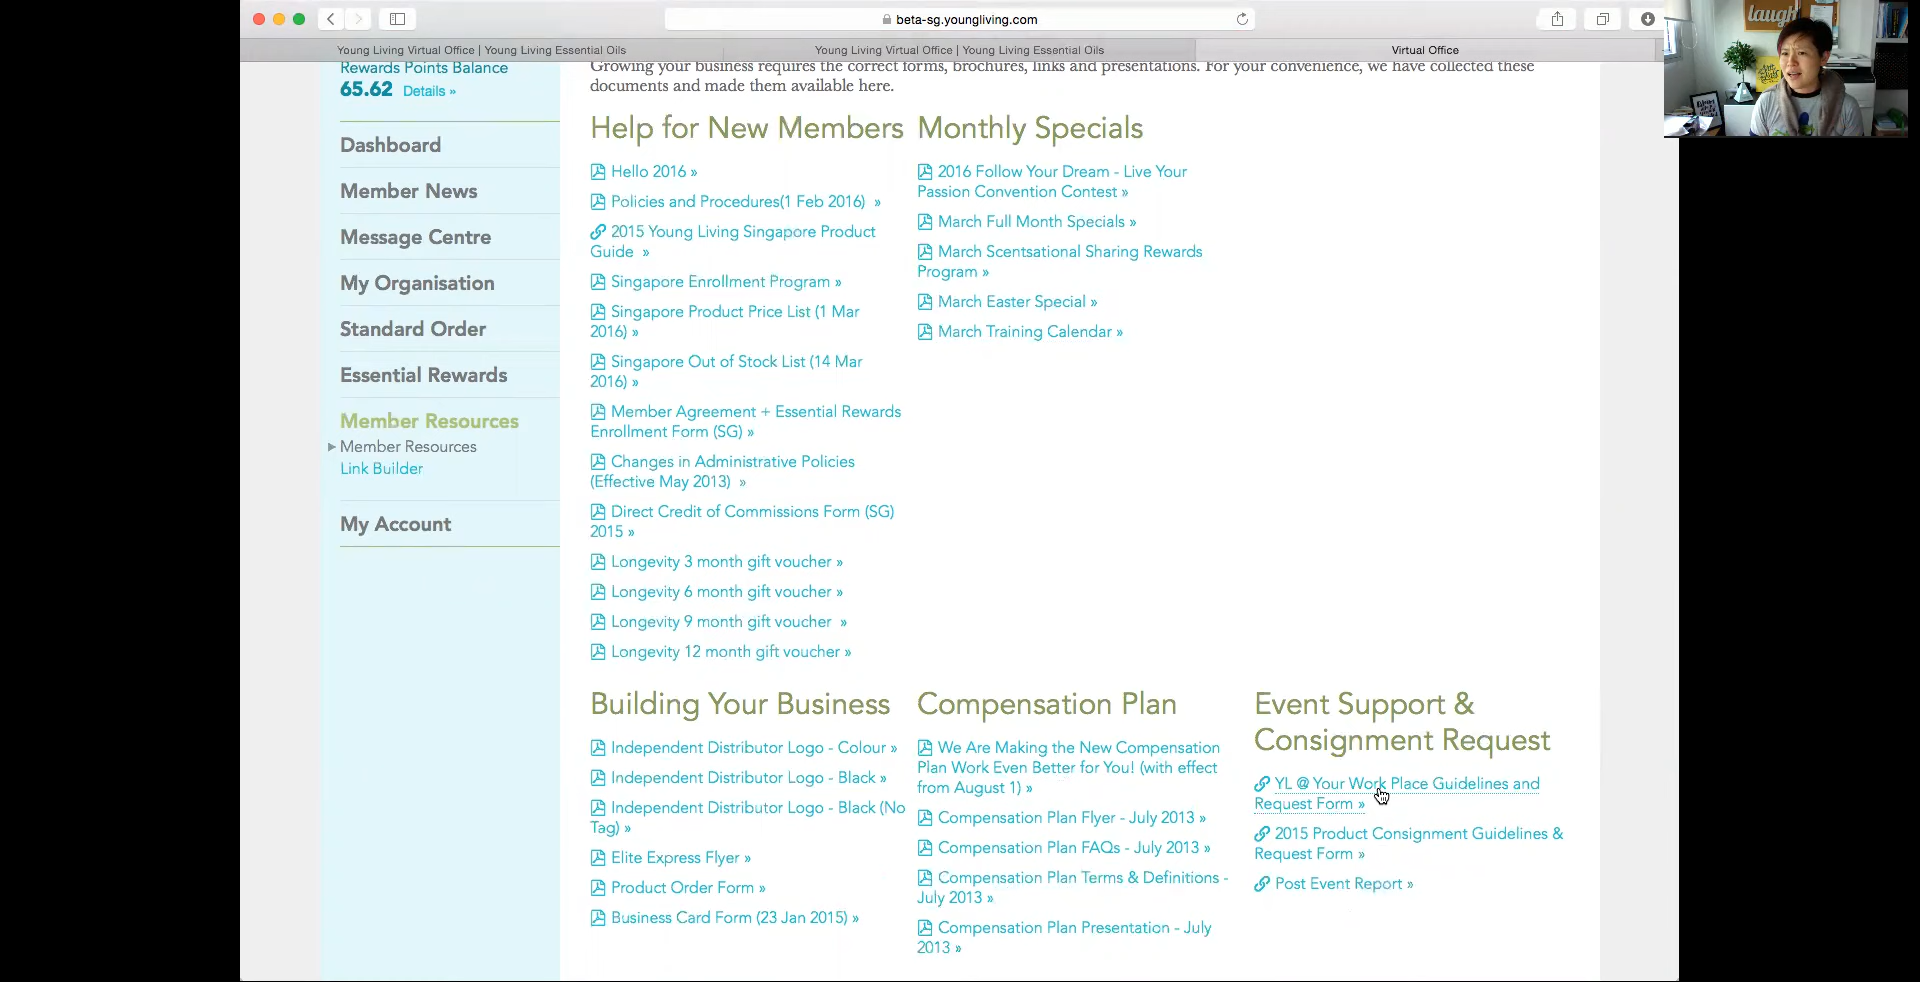 beta-sg.youngliving.com
Young Living Virtual Office | Young Living Essential Oils
Young Living Virtual Office | Young Living Essential Oils
Virtual Office
laugh
Rewards Points Balance
65.62 Details »
Dashboard
Member News
Message Centre
My Organisation
Standard Order
Essential Rewards
Member Resources
Member Resources
Link Builder
My Account
Growing your business requires the correct forms, brochures, links and presentations. For your convenience, we have collected these
documents and made them available here.
Help for New Members
Hello 2016 »
Policies and Procedures(1 Feb 2016) »
2015 Young Living Singapore Product
Guide »
Singapore Enrollment Program »
Singapore Product Price List (1 Mar
2016) »
Singapore Out of Stock List (14 Mar
2016) »
Member Agreement + Essential Rewards
Enrollment Form (SG) »
Changes in Administrative Policies
(Effective May 2013) »
Direct Credit of Commissions Form (SG)
2015 »
Longevity 3 month gift voucher »
Longevity 6 month gift voucher »
Longevity 9 month gift voucher »
Longevity 12 month gift voucher »
Monthly Specials
2016 Follow Your Dream - Live Your
Passion Convention Contest »
March Full Month Specials »
March Scentsational Sharing Rewards
Program »
March Easter Special »
March Training Calendar »
Building Your Business
Independent Distributor Logo - Colour »
Independent Distributor Logo - Black »
Independent Distributor Logo - Black (No
Tag) »
Elite Express Flyer »
Product Order Form »
Business Card Form (23 Jan 2015) »
Compensation Plan
We Are Making the New Compensation
Plan Work Even Better for You! (with effect
from August 1) »
Compensation Plan Flyer - July 2013 »
Compensation Plan FAQs - July 2013 »
Compensation Plan Terms & Definitions -
July 2013 »
Compensation Plan Presentation - July
2013 »
Event Support &
Consignment Request
YL @ Your Work Place Guidelines and
Request Form »
2015 Product Consignment Guidelines &
Request Form »
Post Event Report »